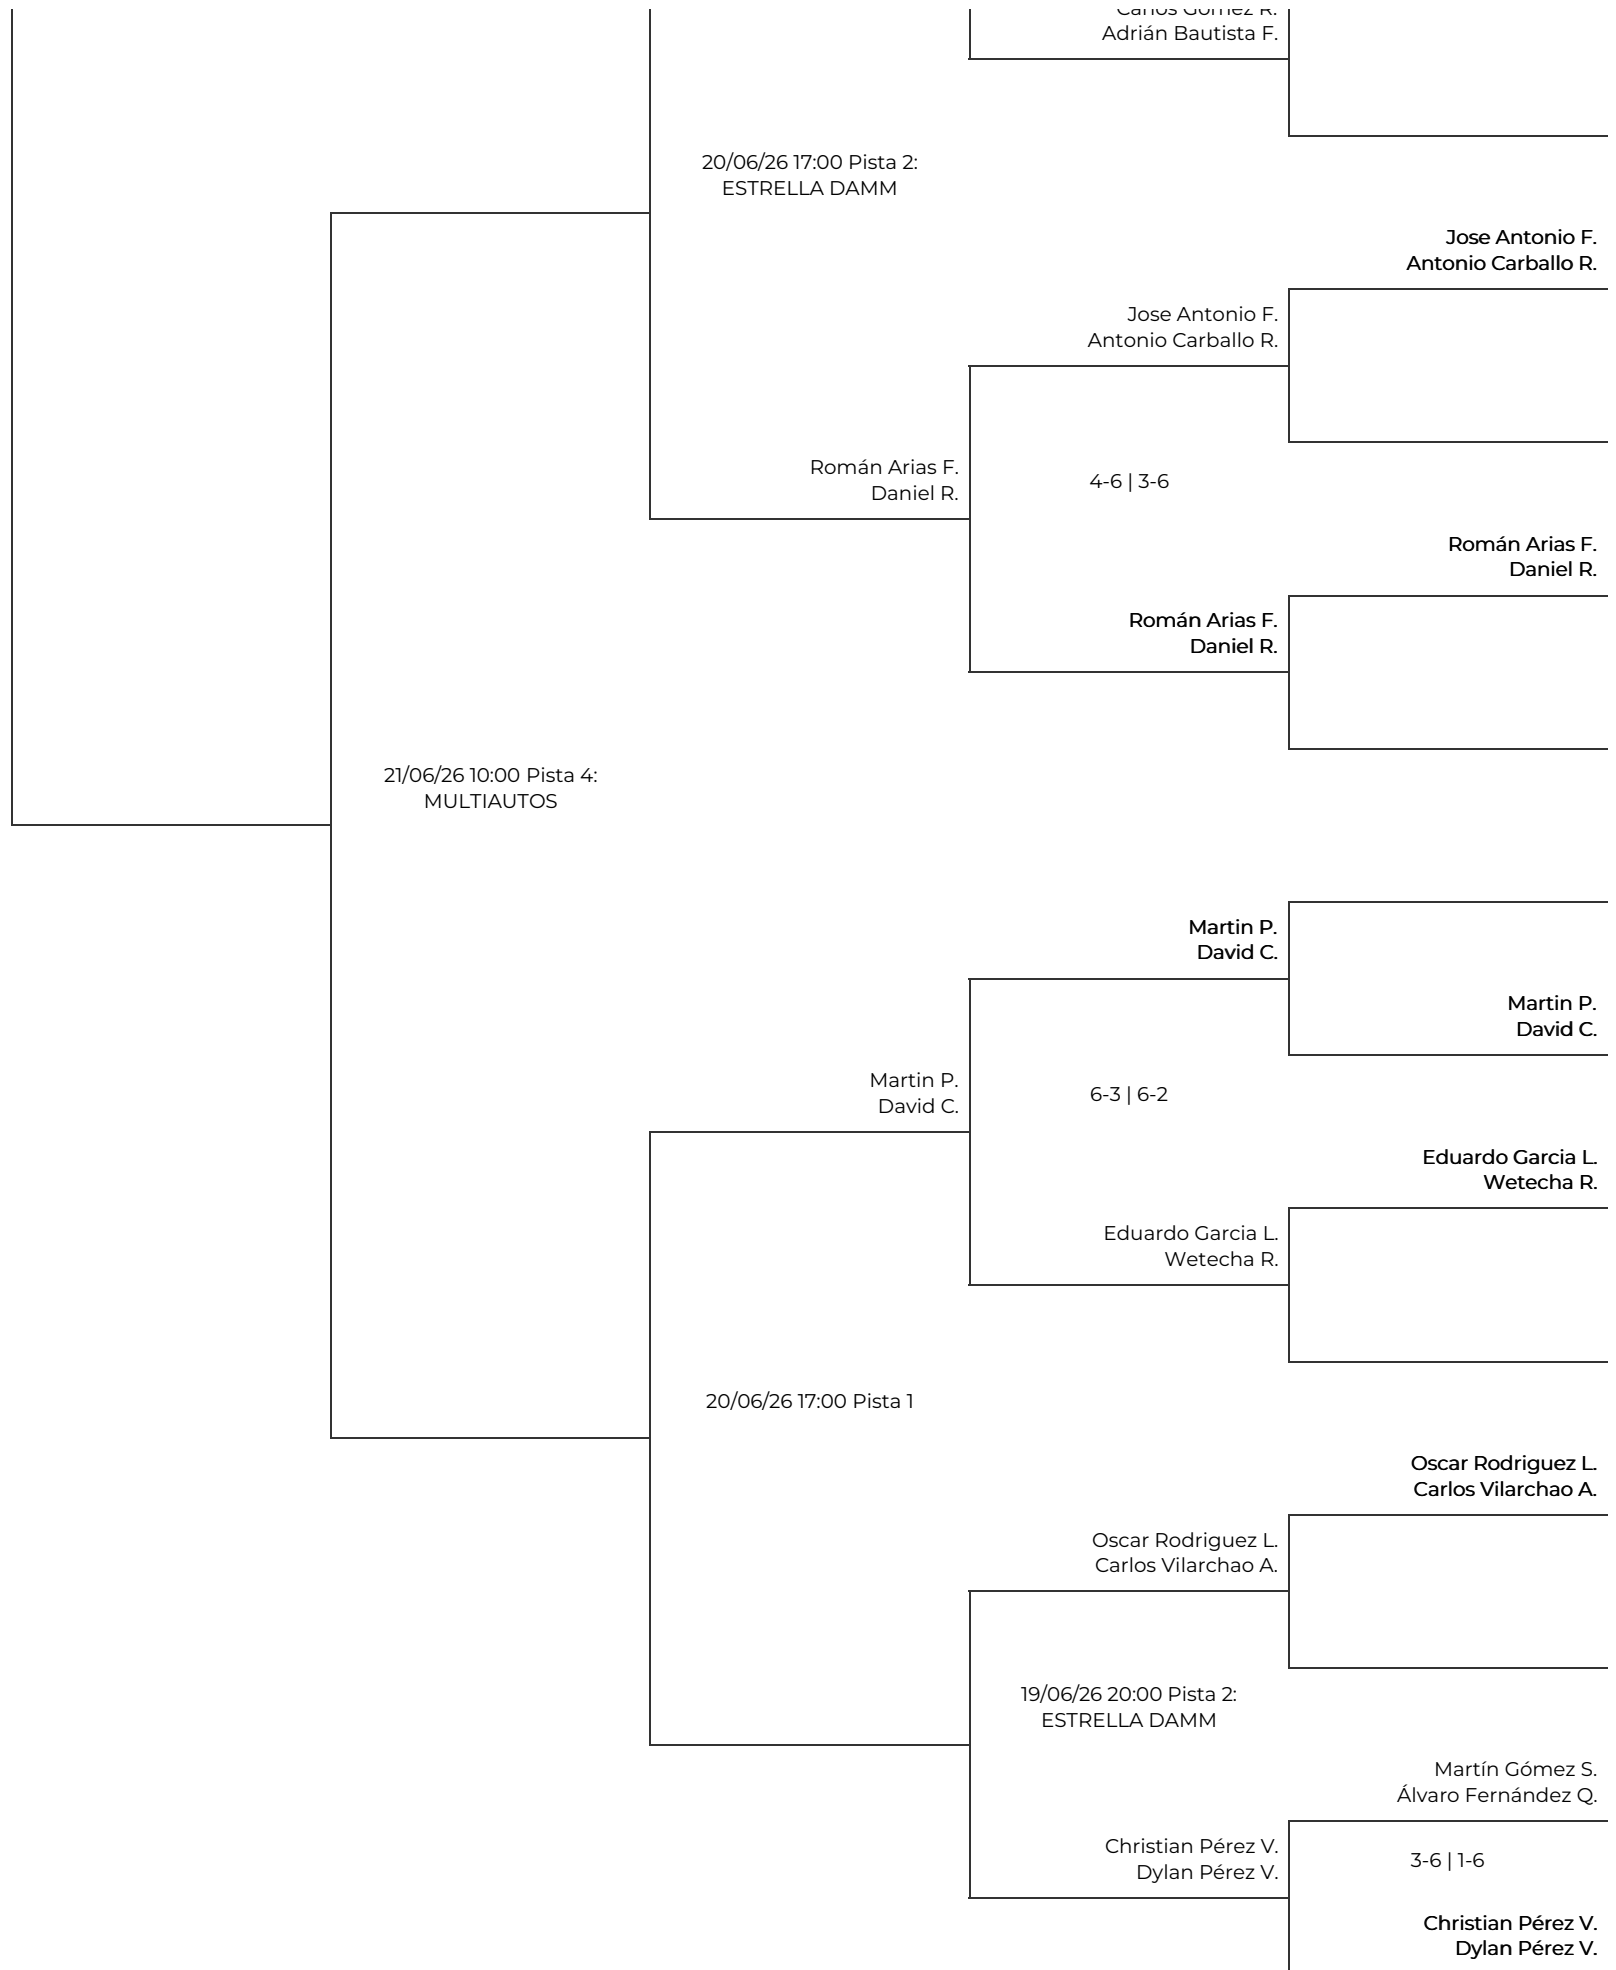 Carlos Gómez R.
Adrián Bautista F.
20/06/26 17:00 Pista 2:
ESTRELLA DAMM
Jose Antonio F.
Antonio Carballo R.
Jose Antonio F.
Antonio Carballo R.
Román Arias F.
Daniel R.
4-6 | 3-6
Román Arias F.
Daniel R.
Román Arias F.
Daniel R.
21/06/26 10:00 Pista 4:
MULTIAUTOS
Martin P.
David C.
Martin P.
David C.
Martin P.
David C.
6-3 | 6-2
Eduardo Garcia L.
Wetecha R.
Eduardo Garcia L.
Wetecha R.
20/06/26 17:00 Pista 1
Oscar Rodriguez L.
Carlos Vilarchao A.
Oscar Rodriguez L.
Carlos Vilarchao A.
19/06/26 20:00 Pista 2:
ESTRELLA DAMM
Martín Gómez S.
Álvaro Fernández Q.
Christian Pérez V.
Dylan Pérez V.
3-6 | 1-6
Christian Pérez V.
Dylan Pérez V.